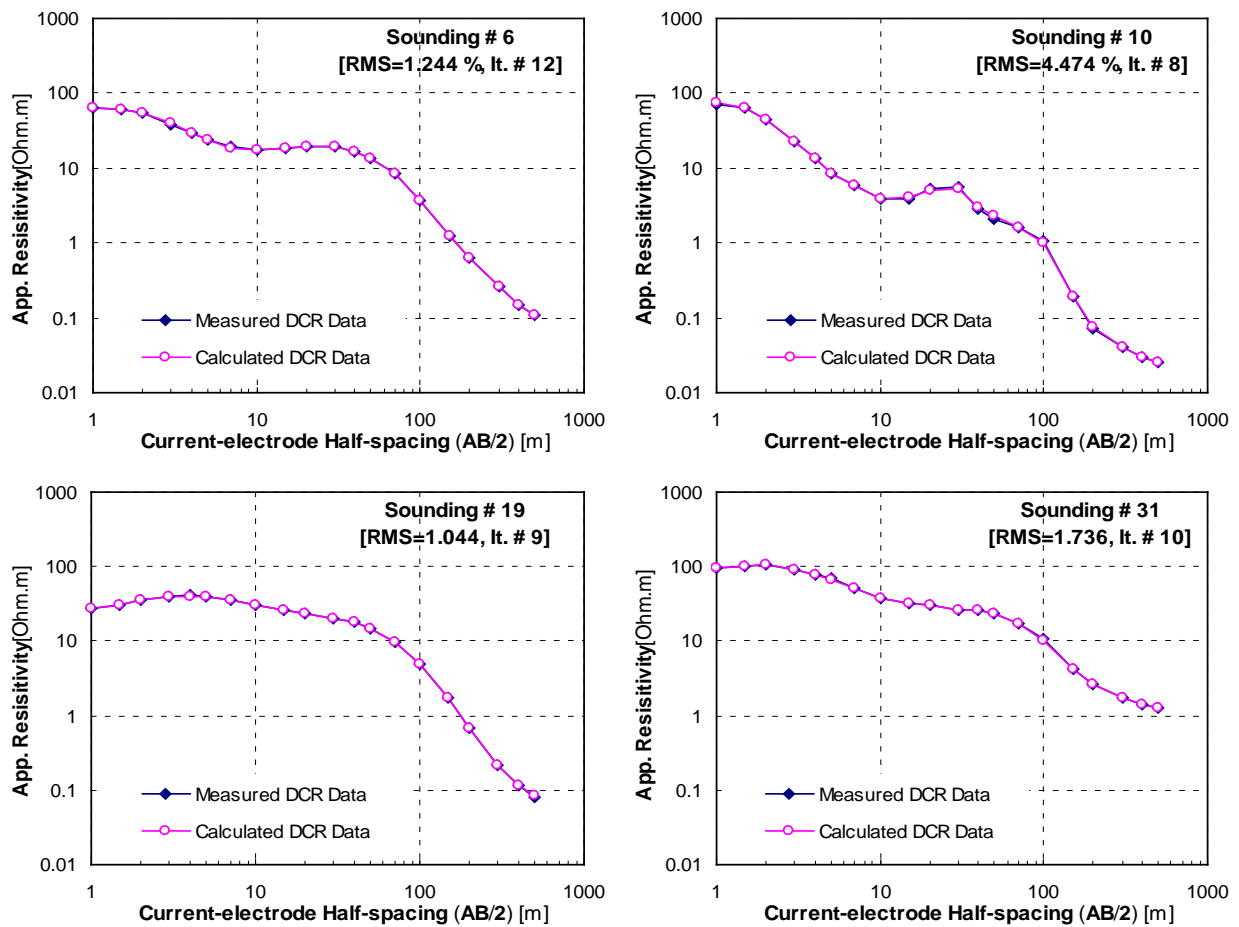 Sounding # 6
[RMS=1.244 %, It. # 12]
1000
100
10
1
0.1
0.01
App. Resisitivity[Ohm.m]
Measured DCR Data
Calculated DCR Data
1 10 100 1000
Current-electrode Half-spacing (AB/2) [m]
Sounding # 10
[RMS=4.474 %, It. # 8]
1000
100
10
1
0.1
0.01
App. Resisitivity[Ohm.m]
Measured DCR Data
Calculated DCR Data
1 10 100 1000
Current-electrode Half-spacing (AB/2) [m]
Sounding # 19
[RMS=1.044, It. # 9]
1000
100
10
1
0.1
0.01
App. Resisitivity[Ohm.m]
Measured DCR Data
Calculated DCR Data
1 10 100 1000
Current-electrode Half-spacing (AB/2) [m]
Sounding # 31
[RMS=1.736, It. # 10]
1000
100
10
1
0.1
0.01
App. Resisitivity[Ohm.m]
Measured DCR Data
Calculated DCR Data
1 10 100 1000
Current-electrode Half-spacing (AB/2) [m]